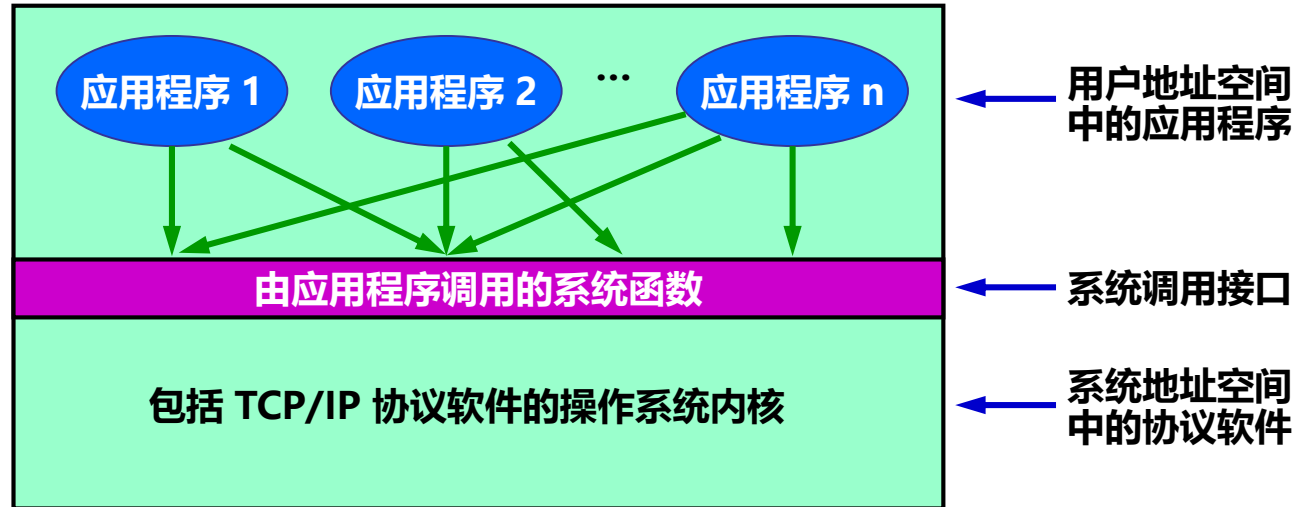 应用程序 1
应用程序 2
...
应用程序 n
用户地址空间
中的应用程序
由应用程序调用的系统函数
系统调用接口
包括 TCP/IP 协议软件的操作系统内核
系统地址空间
中的协议软件